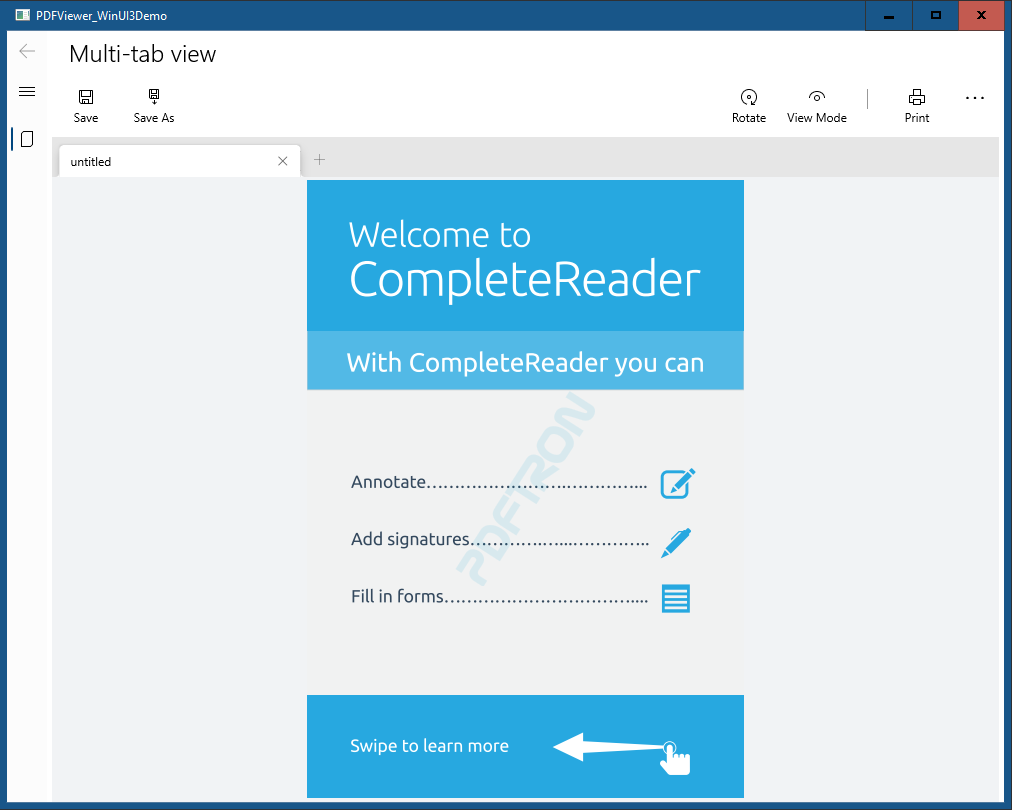 PDFViewer_WinUI3Demo
Multi-tab view
Save
Save As
Rotate
View Mode
Print
untitled
Welcome to
CompleteReader
With CompleteReader you can
PDFTRON
Annotate…………………….…………...
Add signatures………….…...…………..
Fill in forms…………………………….....
Swipe to learn more